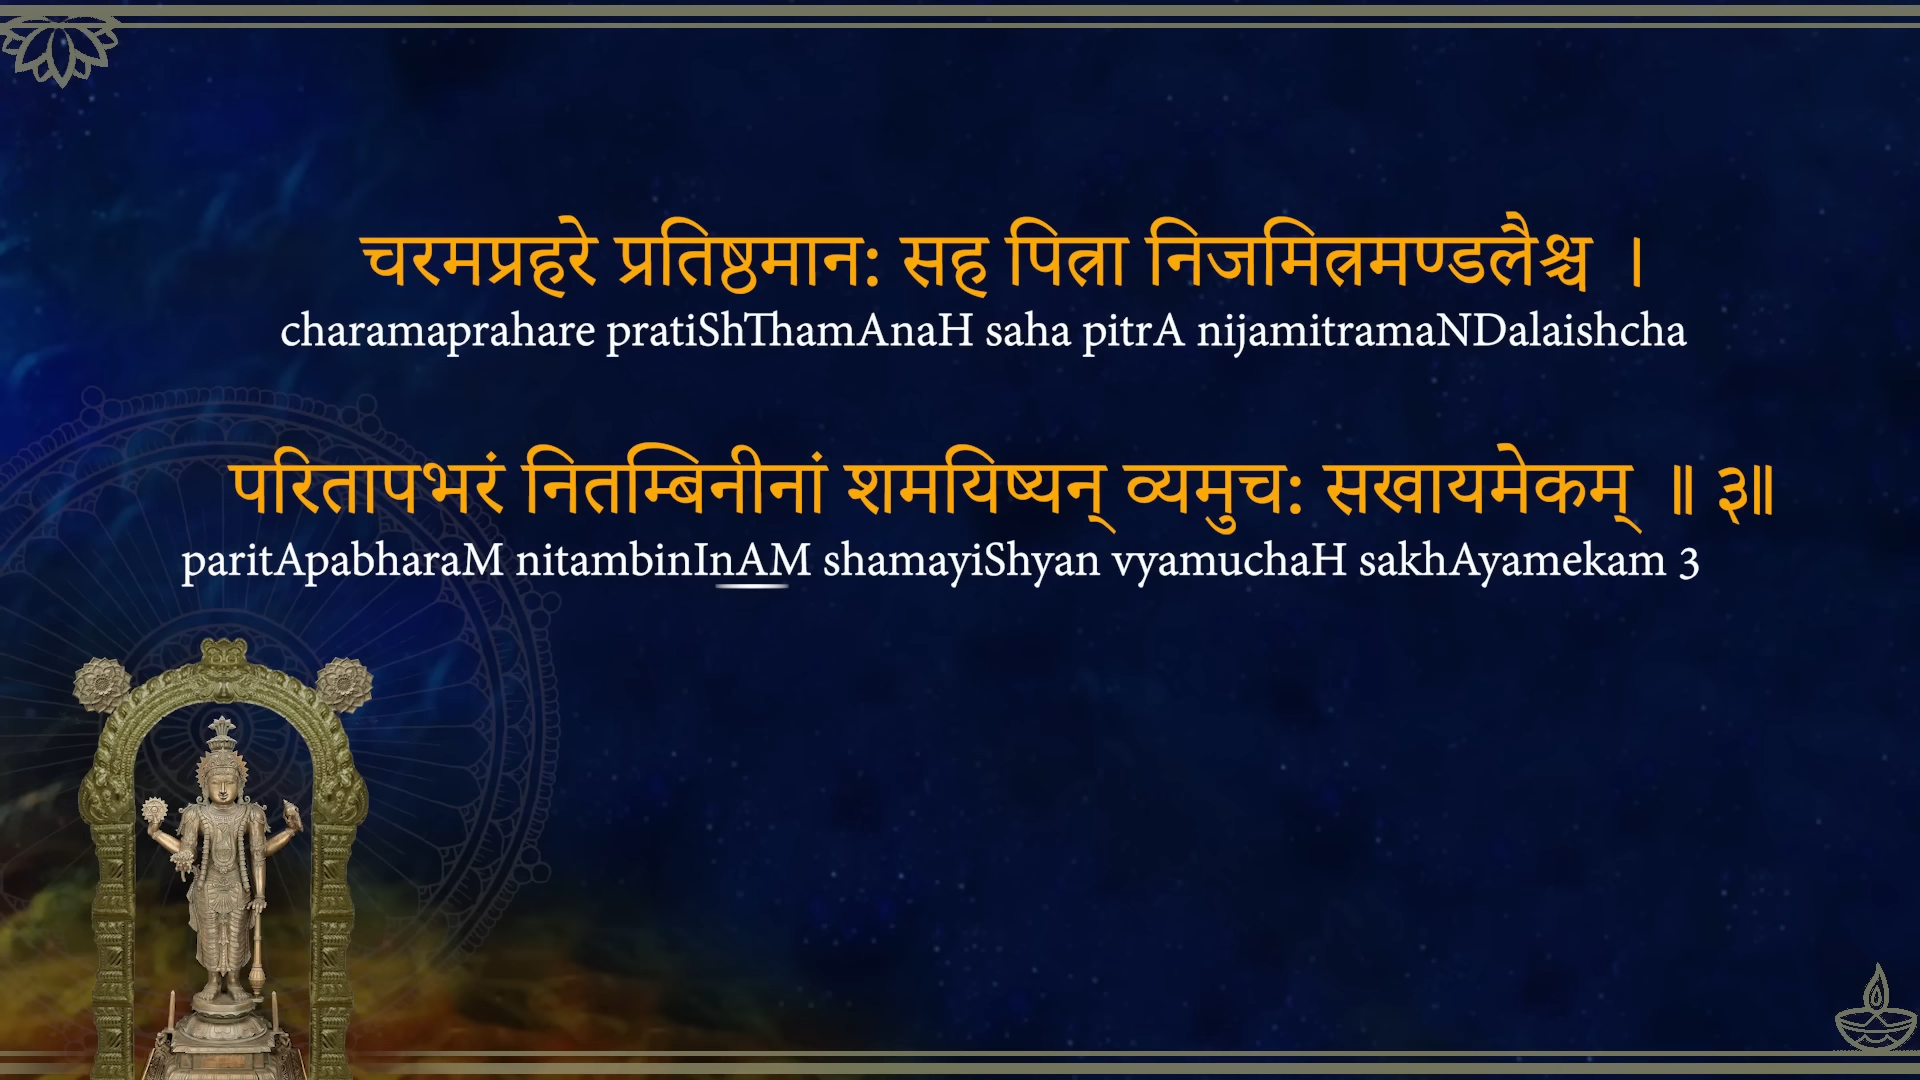 चरमप्रहरे प्रतिष्ठमान: सह पित्रा निजमित्रमण्डलैश्च ।
charamaprahare pratiShThamAnaH saha pitrA nijamitramaNDalaishcha
परितापभरं नितम्बिनीनां शमयिष्यन् व्यमुच: सखायमेकम् ॥ ३॥
paritApabharaM nitambinInAM shamayiShyan vyamuchaH sakhAyamekam 3